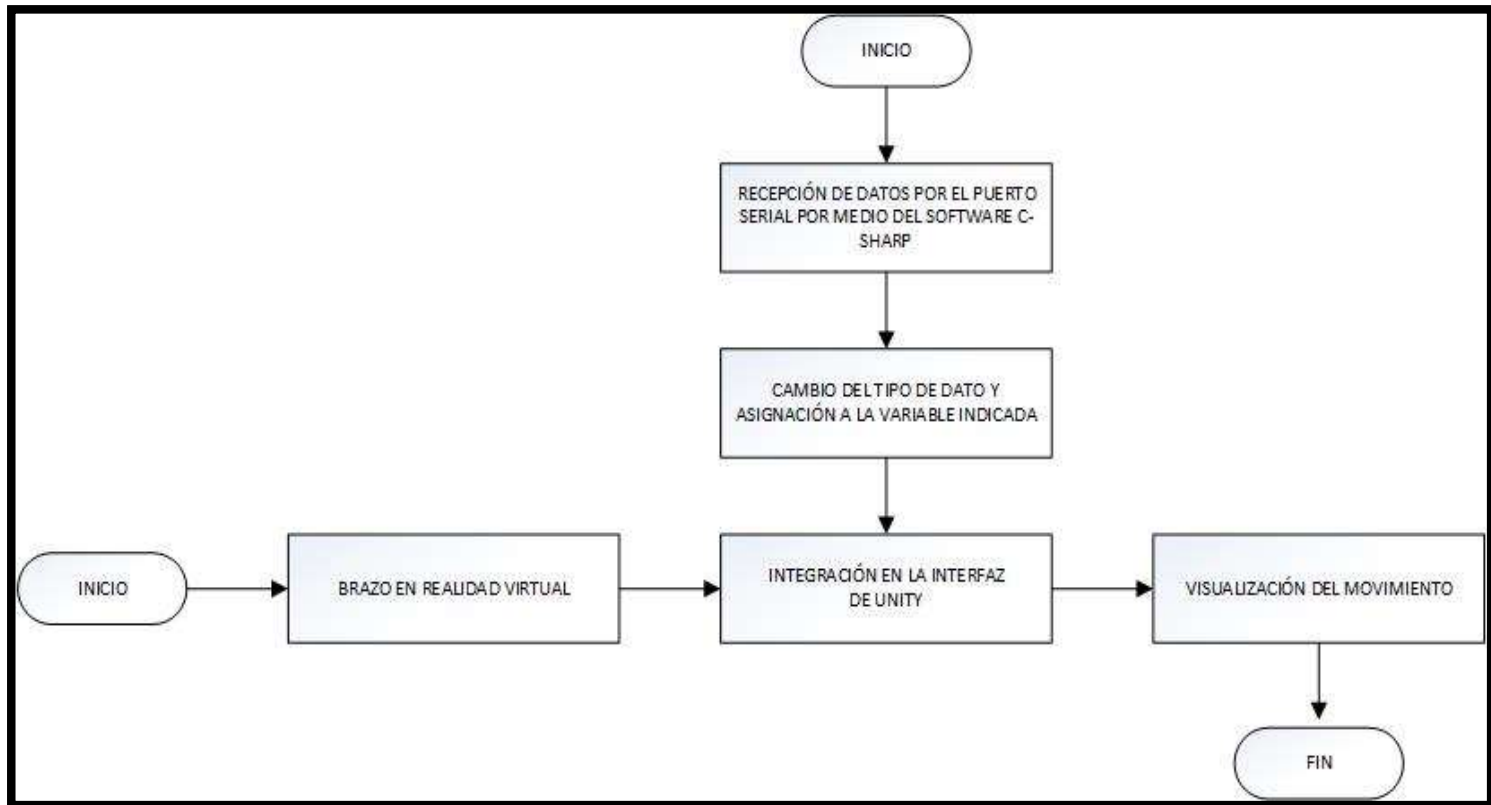 INICIO
RECEPCIÓN DE DATOS POR EL PUERTO
SERIAL POR MEDIO DEL SOFTWARE C-
SHARP
CAMBIO DEL TIPO DE DATO Y
ASIGNACIÓN A LA VARIABLE INDICADA
INICIO
BRAZO EN REALIDAD VIRTUAL
INTEGRACIÓN EN LA INTERFAZ
DE UNITY
VISUALIZACIÓN DEL MOVIMIENTO
FIN